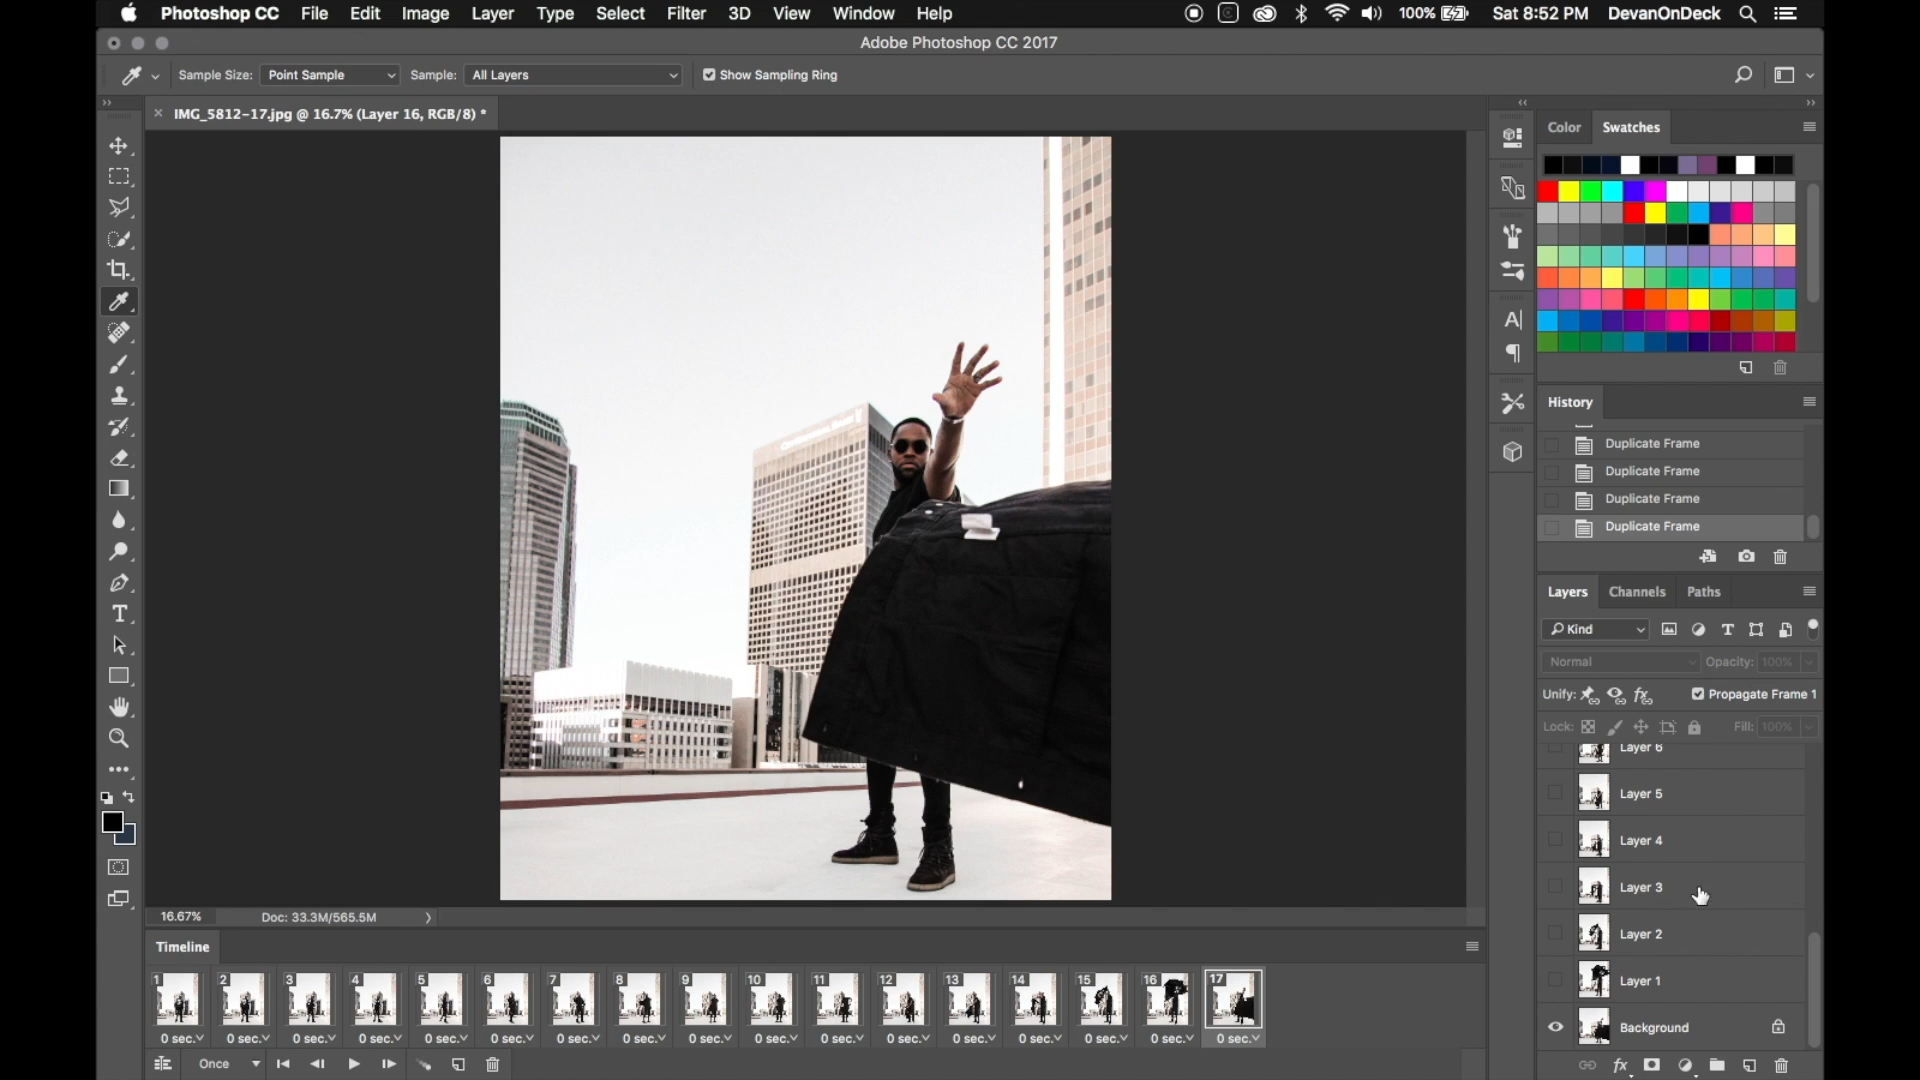 Photoshop CC File Edit Image Layer Type Select Filter 3D View Window Help 100% Sat 8:52 PM DevanOnDeck
Adobe Photoshop CC 2017
Sample Size: Point Sample Sample: All Layers Show Sampling Ring
× IMG_5812-17.jpg @ 16.7% (Layer 16, RGB/8) *
Color Swatches
History
Duplicate Frame
Duplicate Frame
Duplicate Frame
Duplicate Frame
Layers Channels Paths
Kind
Normal Opacity: 100%
Unify: Propagate Frame 1
Lock: Fill: 100%
Layer 6
Layer 5
Layer 4
Layer 3
Layer 2
Layer 1
Background
16.67% Doc: 33.3M/565.5M
Timeline
1 2 3 4 5 6 7 8 9 10 11 12 13 14 15 16 17
0 sec. 0 sec. 0 sec. 0 sec. 0 sec. 0 sec. 0 sec. 0 sec. 0 sec. 0 sec. 0 sec. 0 sec. 0 sec. 0 sec. 0 sec. 0 sec. 0 sec.
Once